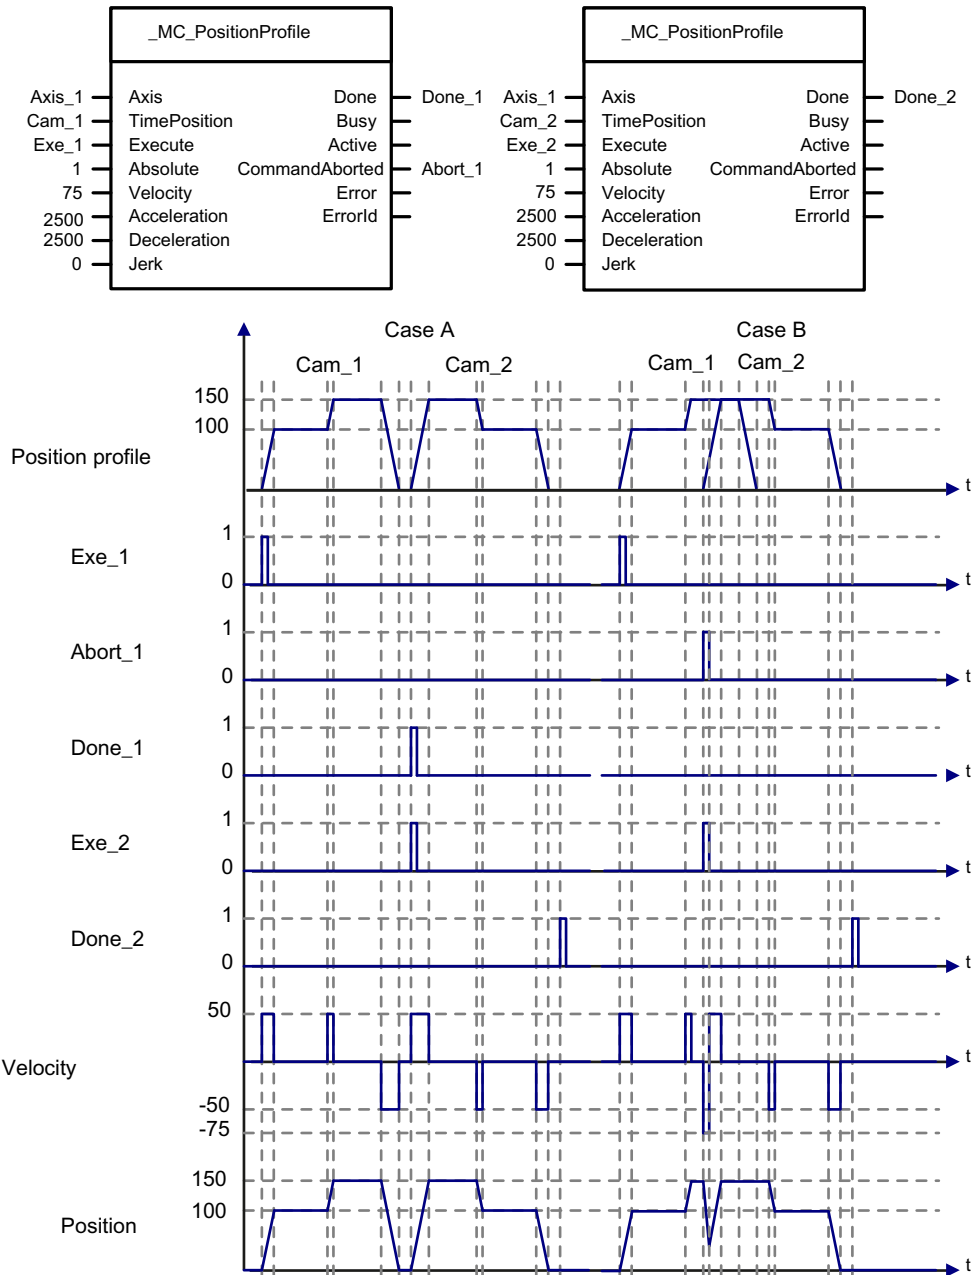 _MC_PositionProfile
_MC_PositionProfile
Axis_1 Axis Done Done_1
Cam_1 TimePosition Busy
Exe_1 Execute Active
1 Absolute CommandAborted Abort_1
75 Velocity Error
2500 Acceleration ErrorId
2500 Deceleration
0 Jerk
Axis_1 Axis Done Done_2
Cam_2 TimePosition Busy
Exe_2 Execute Active
1 Absolute CommandAborted
75 Velocity Error
2500 Acceleration ErrorId
2500 Deceleration
0 Jerk
Case A Case B
Cam_1 Cam_2 Cam_1 Cam_2
150
100
Position profile
t
1
Exe_1
0 t
1
Abort_1
0 t
1
Done_1
0 t
1
Exe_2
0 t
1
Done_2
0 t
50
Velocity t
-50
-75
150
100
Position
t